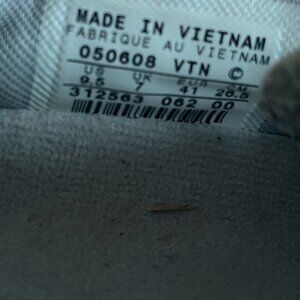 MADE IN VIETNAM
FABRIQUE AU VIETNAM
050608 VTN ©
US UK EUR CM
9.5 7 41 26.5
312563 062 00